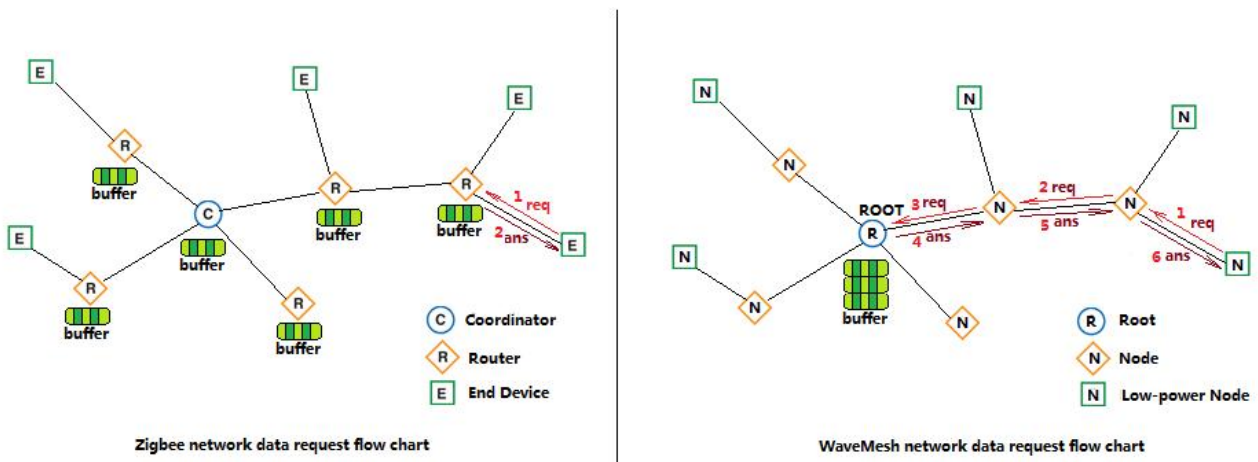 E
E
E
R
buffer
R
buffer
R
buffer
1 req
2 ans
E
C
buffer
E
R
buffer
R
buffer
C Coordinator
R Router
E End Device
Zigbee network data request flow chart
N
N
N
N
ROOT
R
buffer
3 req
4 ans
N
2 req
5 ans
N
1 req
6 ans
N
N
N
N
R Root
N Node
N Low-power Node
WaveMesh network data request flow chart